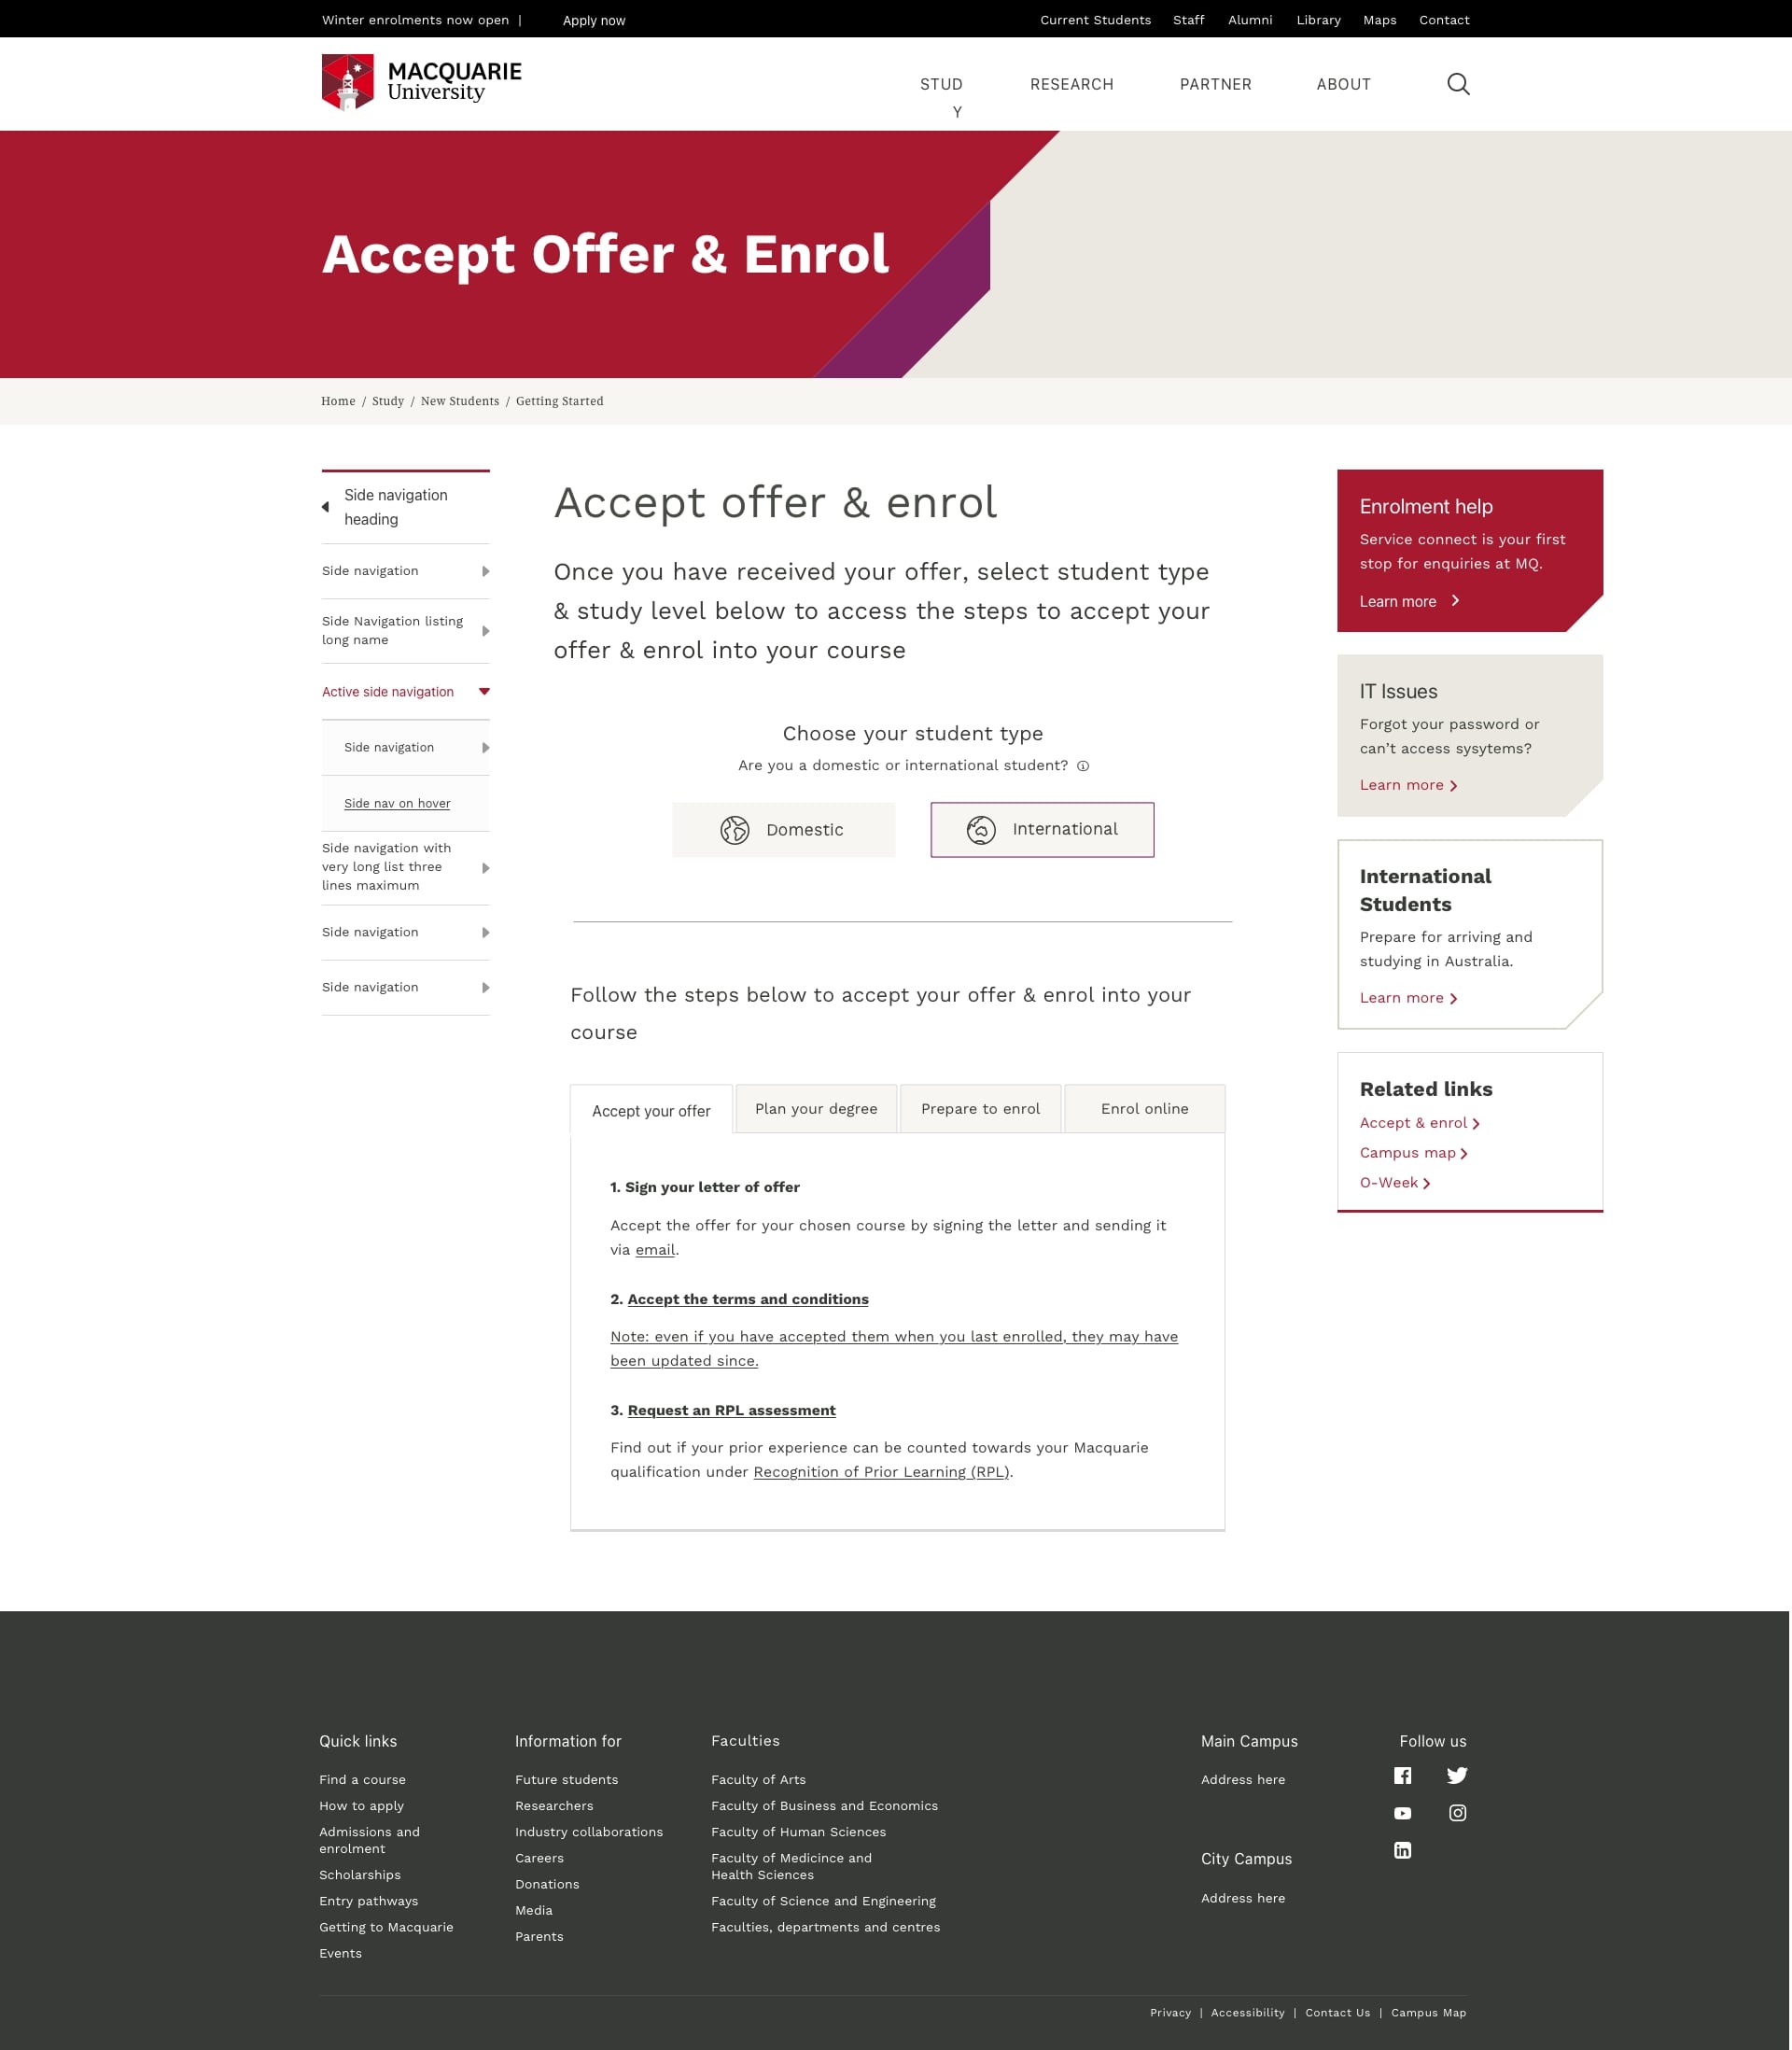 Winter enrolments now open |
Apply now
Current Students
Staff
Alumni
Library
Maps
Contact
MACQUARIE
University
STUD
Y
RESEARCH
PARTNER
ABOUT
Accept Offer & Enrol
Home / Study / New Students / Getting Started
Side navigation
heading
Side navigation
Side Navigation listing
long name
Active side navigation
Side navigation
Side nav on hover
Side navigation with
very long list three
lines maximum
Side navigation
Side navigation
Accept offer & enrol
Once you have received your offer, select student type
& study level below to access the steps to accept your
offer & enrol into your course
Choose your student type
Are you a domestic or international student?
Domestic
International
Follow the steps below to accept your offer & enrol into your
course
Accept your offer
Plan your degree
Prepare to enrol
Enrol online
1. Sign your letter of offer
Accept the offer for your chosen course by signing the letter and sending it
via email.
2. Accept the terms and conditions
Note: even if you have accepted them when you last enrolled, they may have
been updated since.
3. Request an RPL assessment
Find out if your prior experience can be counted towards your Macquarie
qualification under Recognition of Prior Learning (RPL).
Enrolment help
Service connect is your first
stop for enquiries at MQ.
Learn more
IT Issues
Forgot your password or
can’t access sysytems?
Learn more
International
Students
Prepare for arriving and
studying in Australia.
Learn more
Related links
Accept & enrol
Campus map
O-Week
Quick links
Find a course
How to apply
Admissions and
enrolment
Scholarships
Entry pathways
Getting to Macquarie
Events
Information for
Future students
Researchers
Industry collaborations
Careers
Donations
Media
Parents
Faculties
Faculty of Arts
Faculty of Business and Economics
Faculty of Human Sciences
Faculty of Medicince and
Health Sciences
Faculty of Science and Engineering
Faculties, departments and centres
Main Campus
Address here
City Campus
Address here
Follow us
Privacy | Accessibility | Contact Us | Campus Map